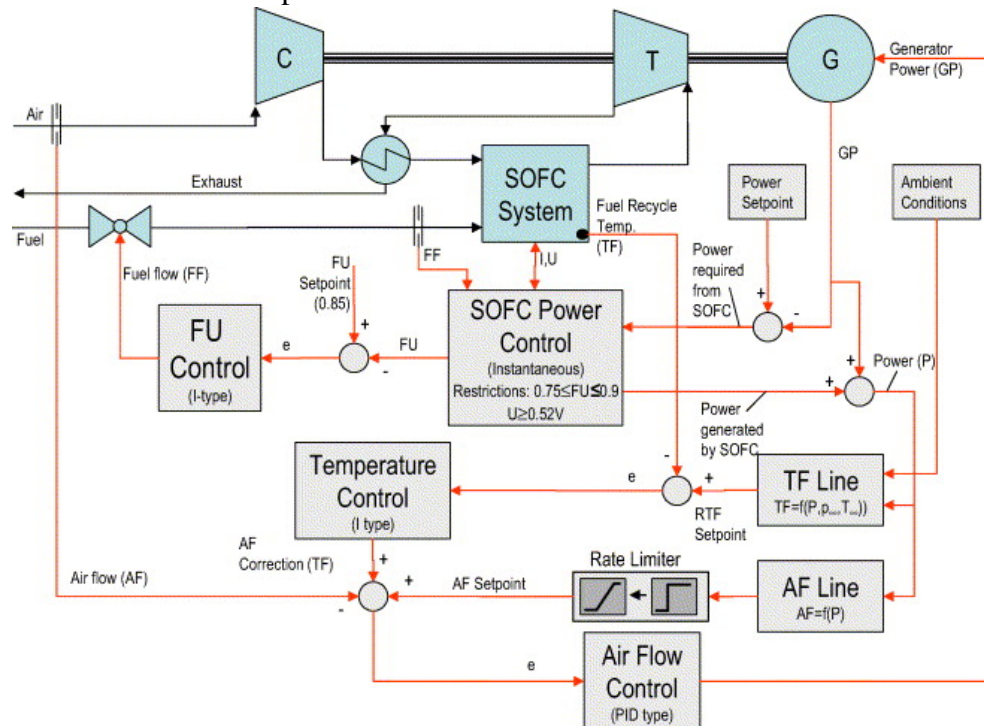 C
T
G
Generator
Power (GP)
Air
GP
Exhaust
SOFC
System
Power
Setpoint
Ambient
Conditions
Fuel Recycle
Temp.
(TF)
Fuel
FF
I,U
Fuel flow (FF)
FU
Setpoint
(0.85)
Power
required
from
SOFC
+
-
FU
Control
(I-type)
e
+
-
FU
SOFC Power
Control
(Instantaneous)
Restrictions: 0.75≤FU≤0.9
U≥0.52V
+
+
Power (P)
Power
generated
by SOFC
Temperature
Control
(I type)
e
-
+
RTF
Setpoint
TF Line
TF=f(P,p∞,T∞))
AF
Correction (TF)
+
Air flow (AF)
-
+
AF Setpoint
Rate Limiter
AF Line
AF=f(P)
e
Air Flow
Control
(PID type)